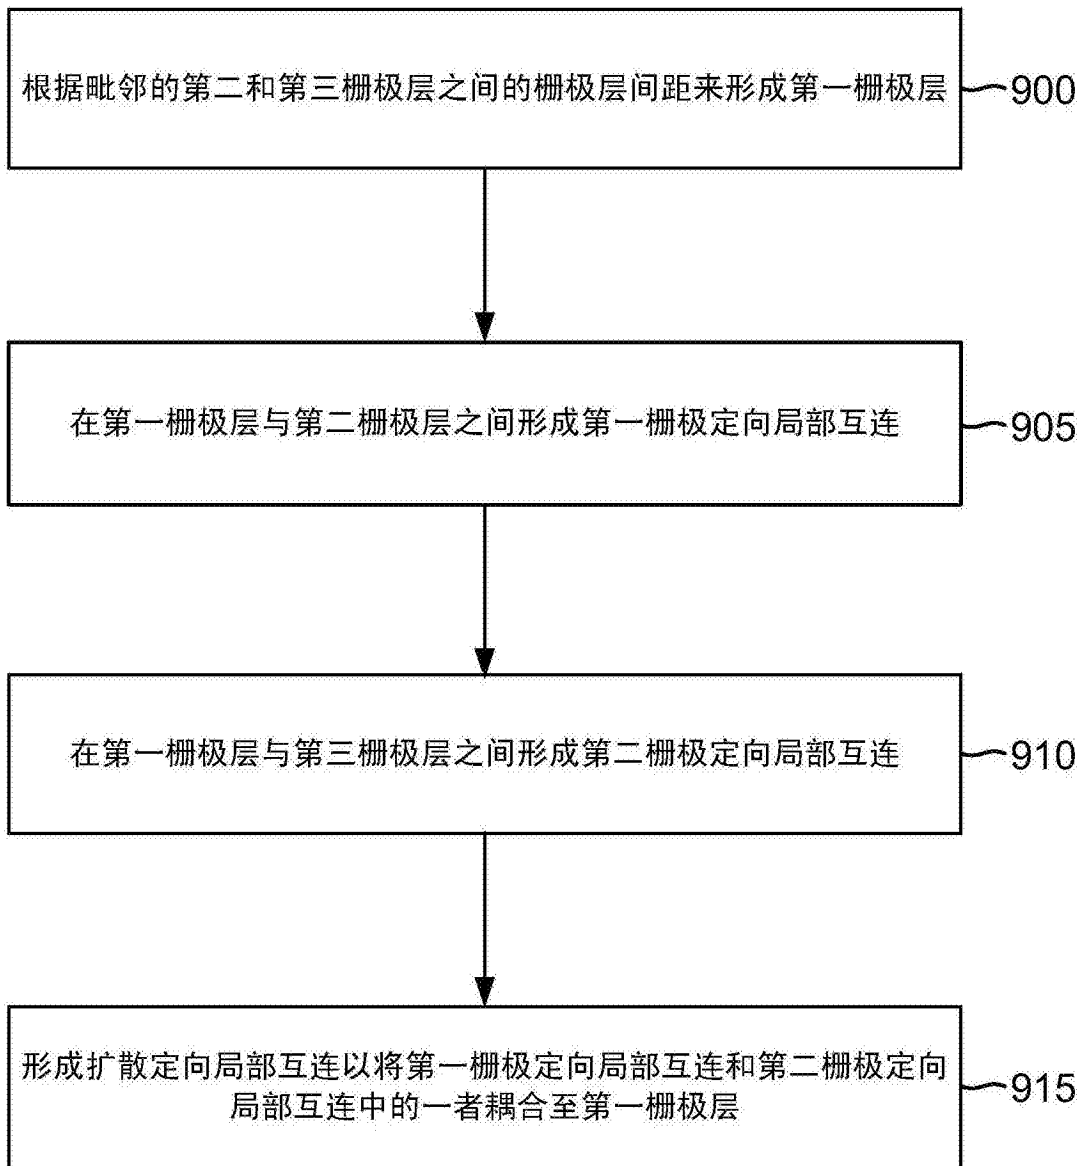 根据毗邻的第二和第三栅极层之间的栅极层间距来形成第一栅极层
900
在第一栅极层与第二栅极层之间形成第一栅极定向局部互连
905
在第一栅极层与第三栅极层之间形成第二栅极定向局部互连
910
形成扩散定向局部互连以将第一栅极定向局部互连和第二栅极定向
局部互连中的一者耦合至第一栅极层
915